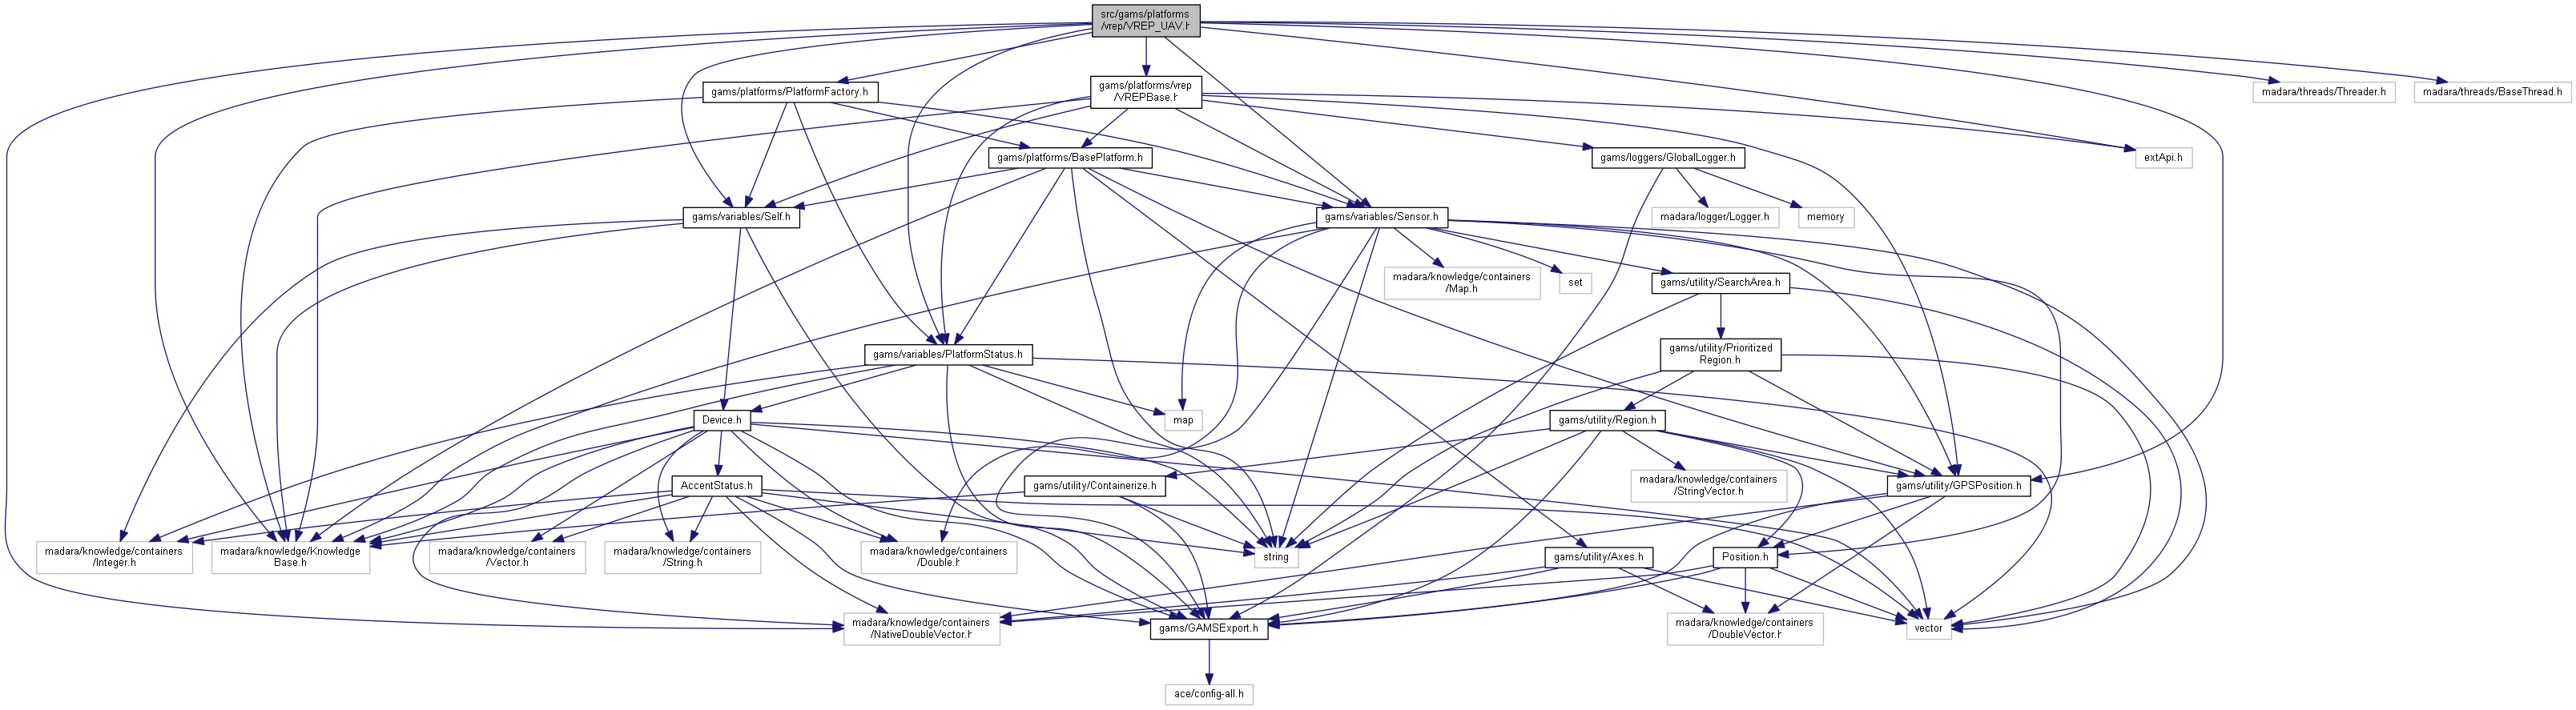 src/gams/platforms
/vrep/VREP_UAV.h
gams/platforms/PlatformFactory.h
gams/platforms/vrep
/VREPBase.h
madara/threads/Threader.h
madara/threads/BaseThread.h
gams/platforms/BasePlatform.h
gams/loggers/GlobalLogger.h
extApi.h
gams/variables/Self.h
gams/variables/Sensor.h
madara/logger/Logger.h
memory
madara/knowledge/containers
/Map.h
set
gams/utility/SearchArea.h
gams/variables/PlatformStatus.h
gams/utility/Prioritized
Region.h
Device.h
map
gams/utility/Region.h
AccentStatus.h
gams/utility/Containerize.h
madara/knowledge/containers
/StringVector.h
gams/utility/GPSPosition.h
madara/knowledge/containers
/Integer.h
madara/knowledge/Knowledge
Base.h
madara/knowledge/containers
/Vector.h
madara/knowledge/containers
/String.h
madara/knowledge/containers
/Double.h
string
gams/utility/Axes.h
Position.h
madara/knowledge/containers
/NativeDoubleVector.h
gams/GAMSExport.h
madara/knowledge/containers
/DoubleVector.h
vector
ace/config-all.h